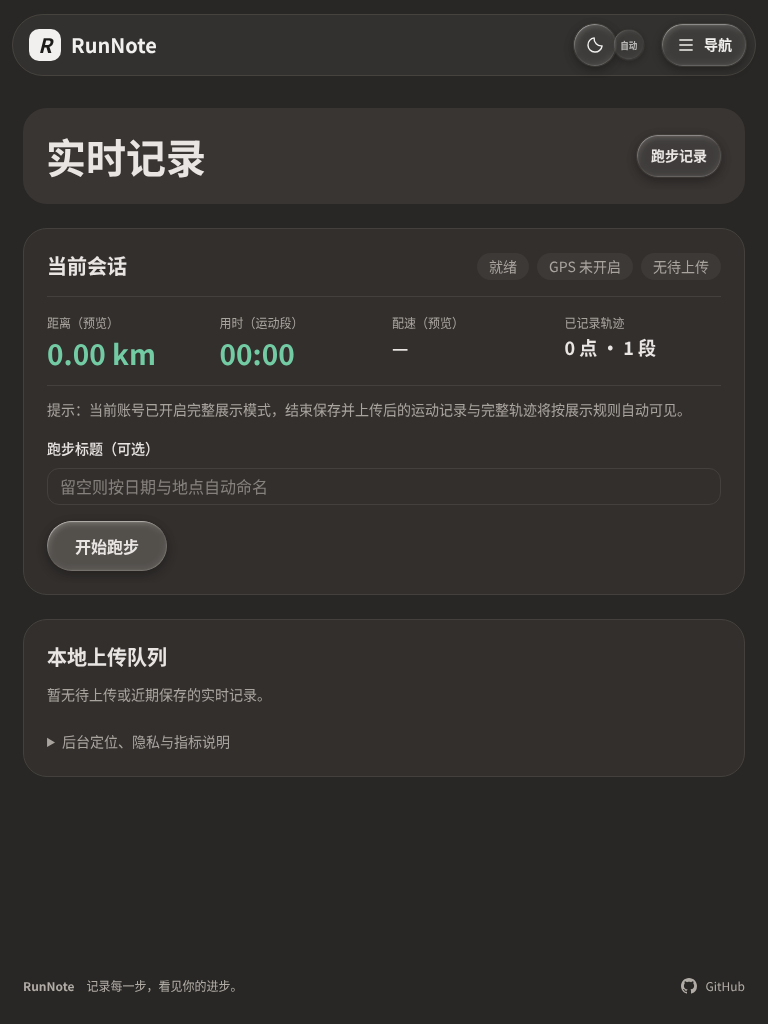 R RunNote
自动
导航
实时记录
跑步记录
当前会话
就绪
GPS 未开启
无待上传
距离（预览）
用时（运动段）
配速（预览）
已记录轨迹
0.00 km
00:00
—
0 点 · 1 段
提示：当前账号已开启完整展示模式，结束保存并上传后的运动记录与完整轨迹将按展示规则自动可见。
跑步标题（可选）
留空则按日期与地点自动命名
开始跑步
本地上传队列
暂无待上传或近期保存的实时记录。
后台定位、隐私与指标说明
RunNote 记录每一步，看见你的进步。
GitHub